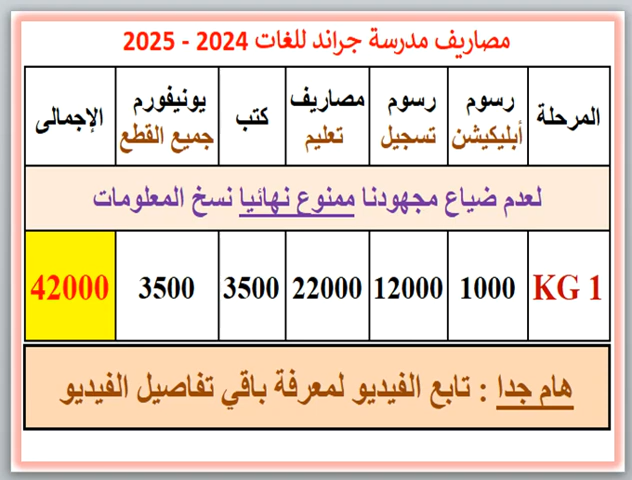 مصاريف مدرسة جراند للغات 2024 - 2025
المرحلة رسوم أبليكيشن رسوم تسجيل مصاريف تعليم كتب يونيفورم جميع القطع الإجمالى
لعدم ضياع مجهودنا ممنوع نهائيا نسخ المعلومات
KG 1 1000 12000 22000 3500 3500 42000
هام جدا : تابع الفيديو لمعرفة باقي تفاصيل الفيديو